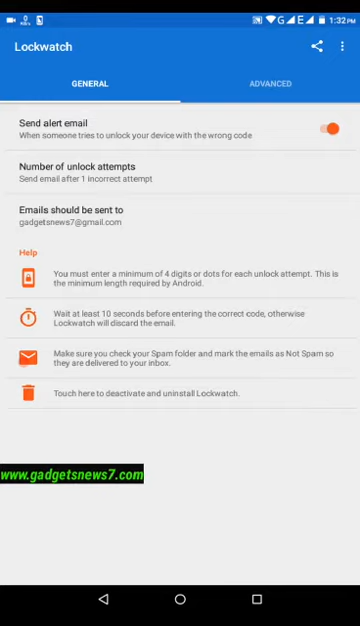 1:32 PM
Lockwatch
GENERAL
ADVANCED
Send alert email
When someone tries to unlock your device with the wrong code
Number of unlock attempts
Send email after 1 incorrect attempt
Emails should be sent to
gadgetsnews7@gmail.com
Help
You must enter a minimum of 4 digits or dots for each unlock attempt. This is
the minimum length required by Android.
Wait at least 10 seconds before entering the correct code, otherwise
Lockwatch will discard the email.
Make sure you check your Spam folder and mark the emails as Not Spam so
they are delivered to your inbox.
Touch here to deactivate and uninstall Lockwatch.
www.gadgetsnews7.com